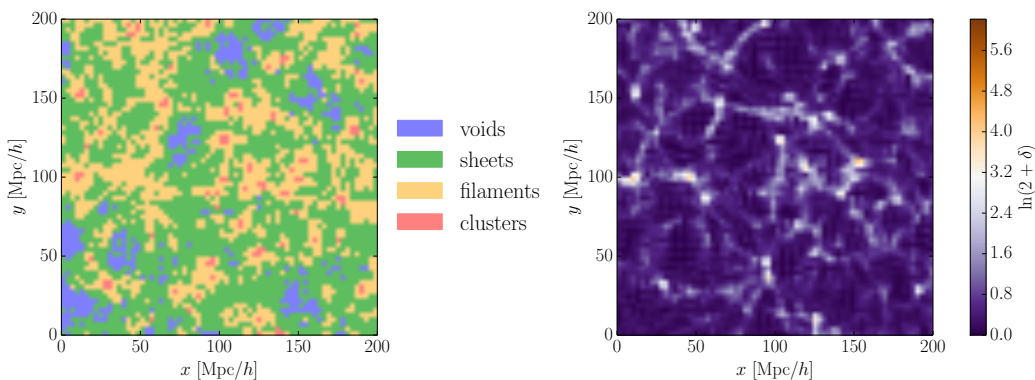 200
150
100
50
0
y [Mpc/h]
0 50 100 150 200
x [Mpc/h]
voids
sheets
filaments
clusters
200
150
100
50
0
y [Mpc/h]
0 50 100 150 200
x [Mpc/h]
5.6
4.8
4.0
3.2
2.4
1.6
0.8
0.0
ln(2 + δ)